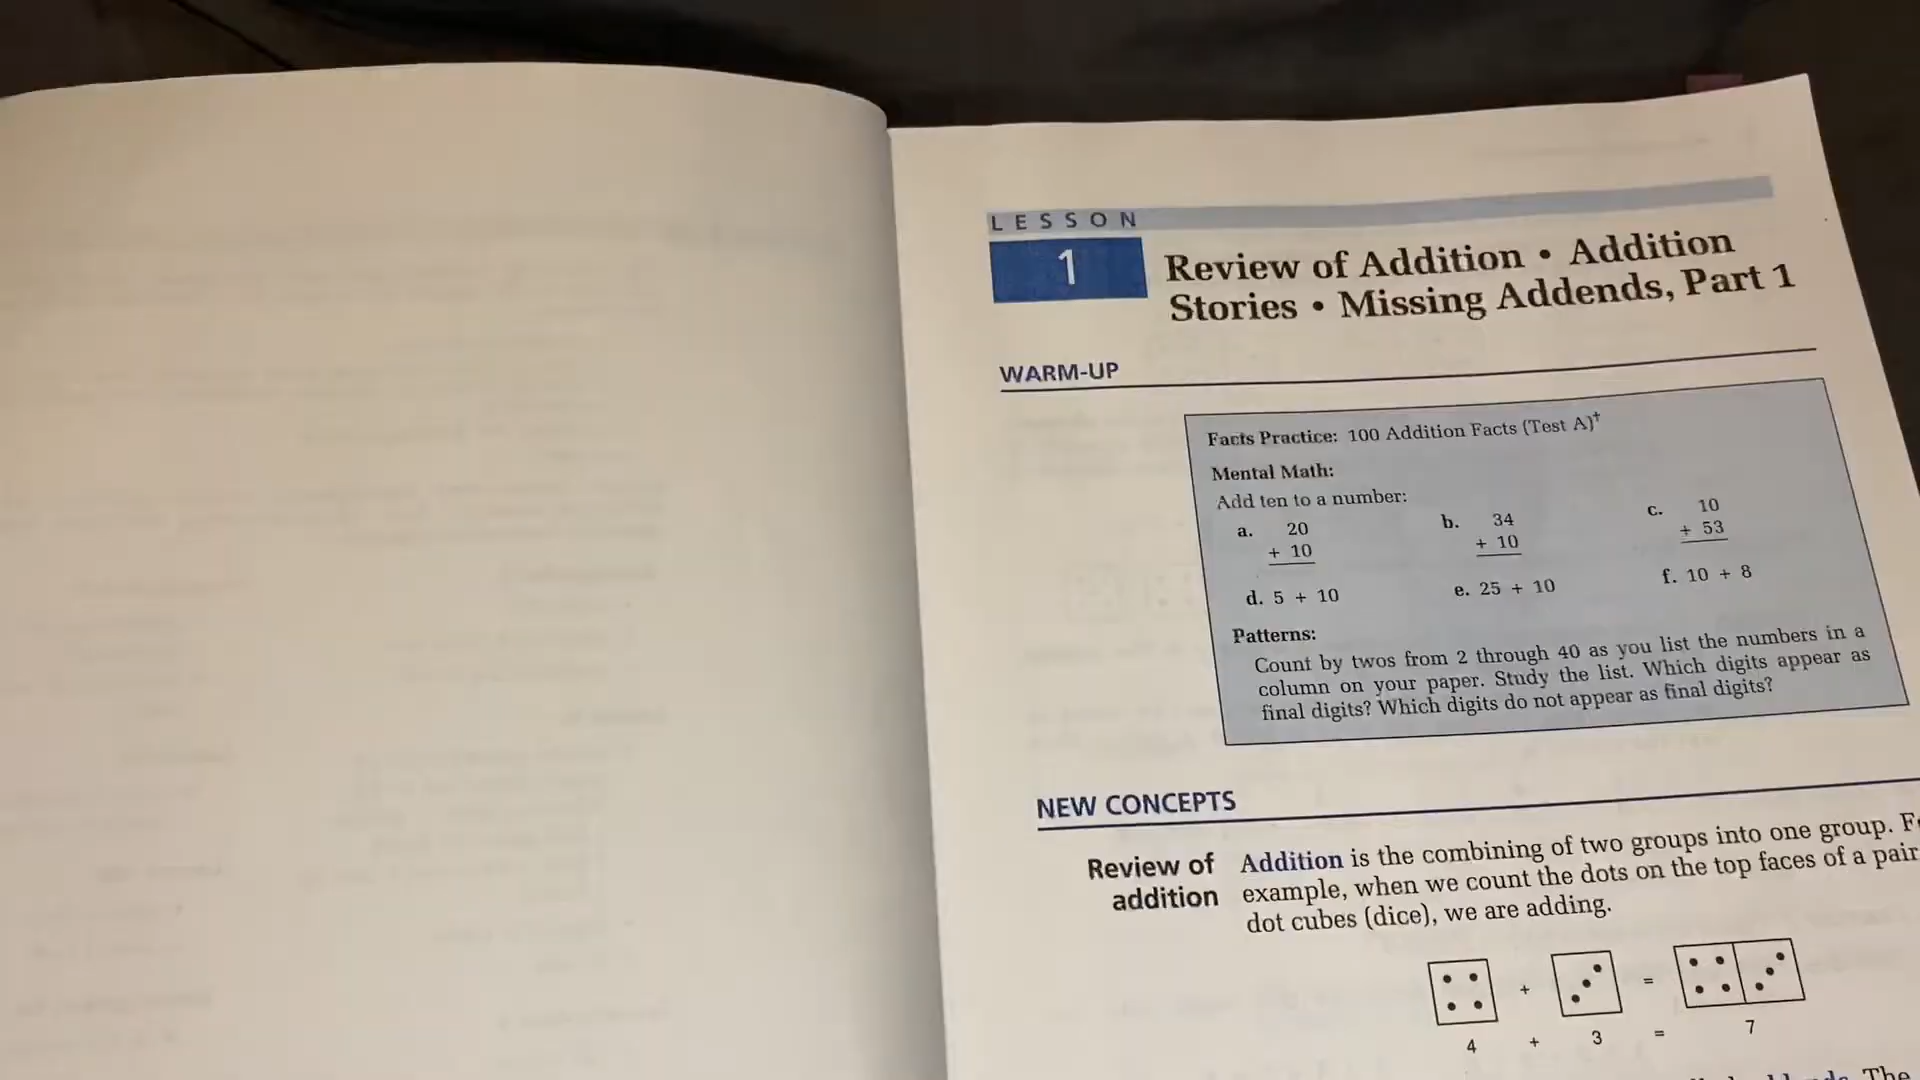 LESSON
1
Review of Addition • Addition
Stories • Missing Addends, Part 1
WARM-UP
Facts Practice: 100 Addition Facts (Test A)†
Mental Math:
Add ten to a number:
a. 20 b. 34 c. 10
+ 10 + 10 + 53
d. 5 + 10 e. 25 + 10 f. 10 + 8
Patterns:
Count by twos from 2 through 40 as you list the numbers in a
column on your paper. Study the list. Which digits appear as
final digits? Which digits do not appear as final digits?
NEW CONCEPTS
Review of
addition
Addition is the combining of two groups into one group.
example, when we count the dots on the top faces of a pair
dot cubes (dice), we are adding.
+ =
4 + 3 = 7
The